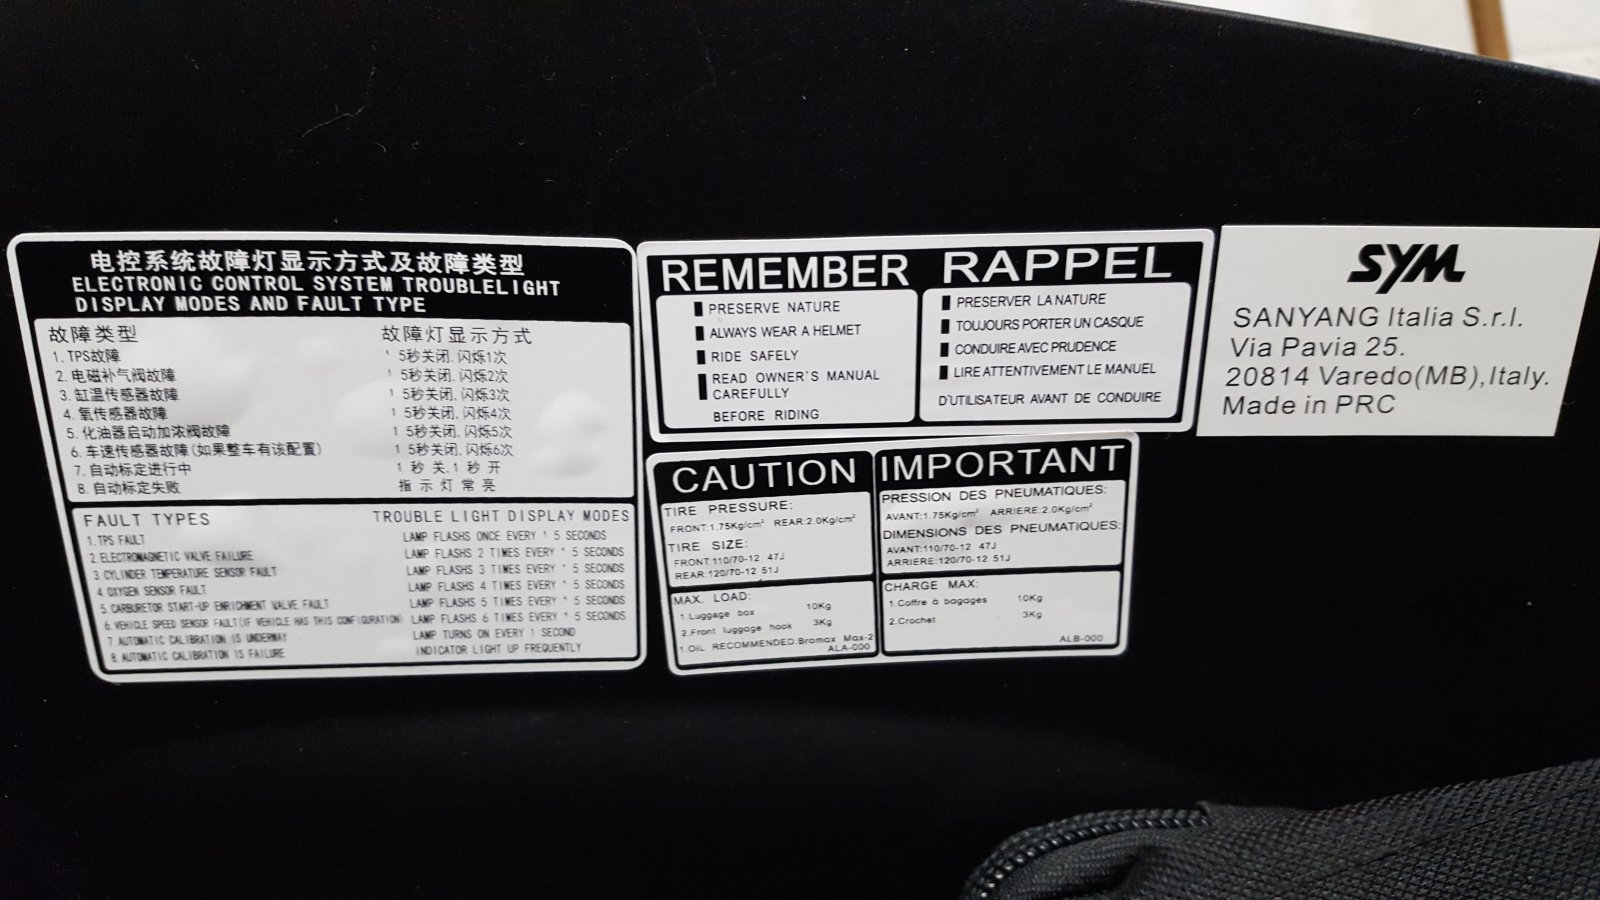 电控系统故障灯显示方式及故障类型
ELECTRONIC CONTROL SYSTEM TROUBLELIGHT
DISPLAY MODES AND FAULT TYPE
故障类型 故障灯显示方式
1. TPS故障 1 5秒关闭, 闪烁1次
2. 电磁补气阀故障 1 5秒关闭, 闪烁2次
3. 缸温传感器故障 1 5秒关闭, 闪烁3次
4. 氧传感器故障 1 5秒关闭, 闪烁4次
5. 化油器启动加浓阀故障 1 5秒关闭, 闪烁5次
6. 车速传感器故障(如果整车有该配置) 1 5秒关闭, 闪烁6次
7. 自动标定进行中 1 秒 关, 1 秒 开
8. 自动标定失败 指 示 灯 常 亮
FAULT TYPES TROUBLE LIGHT DISPLAY MODES
1. TPS FAULT LAMP FLASHS ONCE EVERY 1 5 SECONDS
2. ELECTROMAGNETIC VALVE FAILURE LAMP FLASHS 2 TIMES EVERY 1 5 SECONDS
3. CYLINDER TEMPERATURE SENSOR FAULT LAMP FLASHS 3 TIMES EVERY 1 5 SECONDS
4. OXYGEN SENSOR FAULT LAMP FLASHS 4 TIMES EVERY 1 5 SECONDS
5. CARBURETOR START-UP ENRICHMENT VALVE FAULT LAMP FLASHS 5 TIMES EVERY 1 5 SECONDS
6. VEHICLE SPEED SENSOR FAULT(IF VEHICLE HAS THIS CONFIGURATION) LAMP FLASHS 6 TIMES EVERY 1 5 SECONDS
7. AUTOMATIC CALIBRATION IS UNDERWAY LAMP TURNS ON EVERY 1 SECOND
8. AUTOMATIC CALIBRATION IS FAILURE INDICATOR LIGHT UP FREQUENTLY
REMEMBER
PRESERVE NATURE
ALWAYS WEAR A HELMET
RIDE SAFELY
READ OWNER'S MANUAL
CAREFULLY
BEFORE RIDING
RAPPEL
PRESERVER LA NATURE
TOUJOURS PORTER UN CASQUE
CONDUIRE AVEC PRUDENCE
LIRE ATTENTIVEMENT LE MANUEL
D'UTILISATEUR AVANT DE CONDUIRE
CAUTION
TIRE PRESSURE:
FRONT:1.75Kg/cm² REAR:2.0Kg/cm²
TIRE SIZE:
FRONT:110/70-12 47J
REAR:120/70-12 51J
MAX. LOAD:
1.Luggage box 10Kg
2.Front luggage hook 3Kg
1.OIL RECOMMENDED:Bramax Max-2
ALA-000
IMPORTANT
PRESSION DES PNEUMATIQUES:
AVANT:1.75Kg/cm² ARRIERE:2.0Kg/cm²
DIMENSIONS DES PNEUMATIQUES:
AVANT:110/70-12 47J
ARRIERE:120/70-12 51J
CHARGE MAX:
1.Coffre à bagages 10Kg
2.Crochet 3Kg
ALB-000
SYM
SANYANG Italia S.r.l.
Via Pavia 25.
20814 Varedo(MB),Italy.
Made in PRC